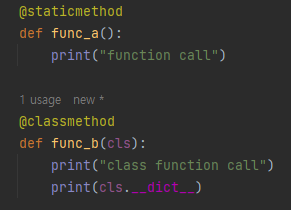 @staticmethod
def func_a():
    print("function call")
1 usage   new *
@classmethod
def func_b(cls):
    print("class function call")
    print(cls.__dict__)